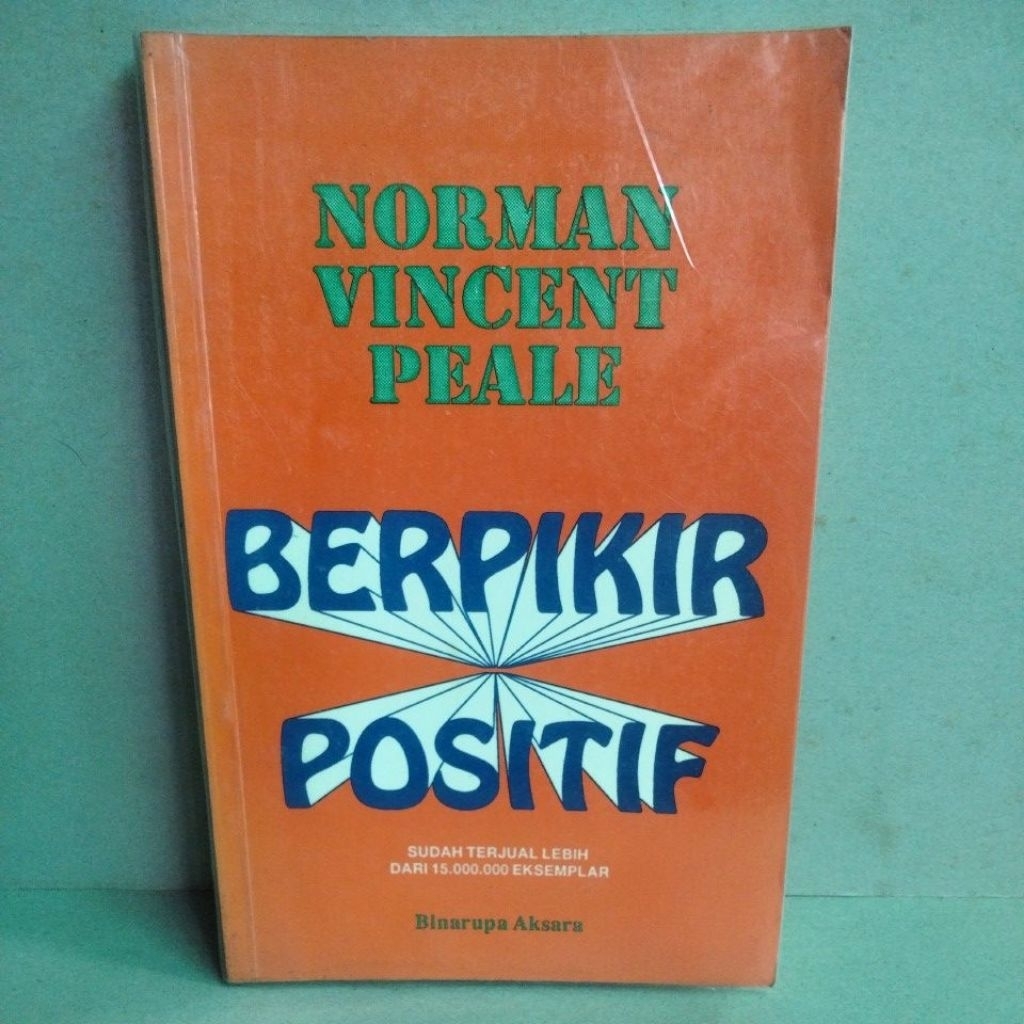 NORMAN
VINCENT
PEALE
BERPIKIR
POSITIF
SUDAH TERJUAL LEBIH
DARI 15.000.000 EKSEMPLAR
Binarupa Aksara